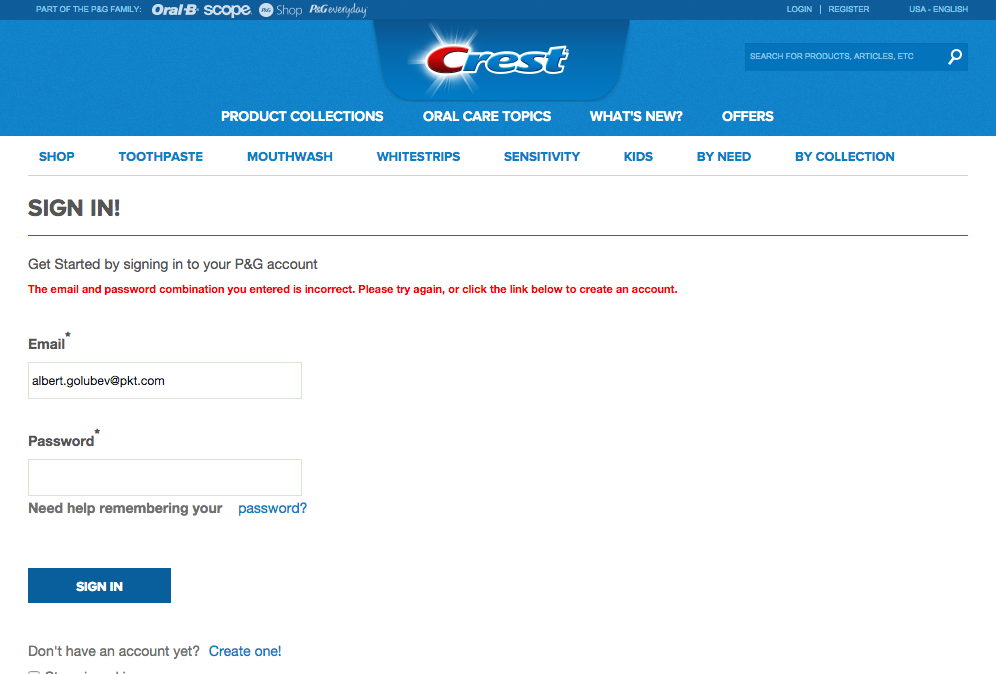 PART OF THE P&G FAMILY: Oral-B scope P&G Shop P&G everyday LOGIN | REGISTER USA - ENGLISH
Crest
SEARCH FOR PRODUCTS, ARTICLES, ETC
PRODUCT COLLECTIONS ORAL CARE TOPICS WHAT'S NEW? OFFERS
SHOP TOOTHPASTE MOUTHWASH WHITESTRIPS SENSITIVITY KIDS BY NEED BY COLLECTION
SIGN IN!
Get Started by signing in to your P&G account
The email and password combination you entered is incorrect. Please try again, or click the link below to create an account.
Email*
albert.golubev@pkt.com
Password*
Need help remembering your password?
SIGN IN
Don't have an account yet? Create one!